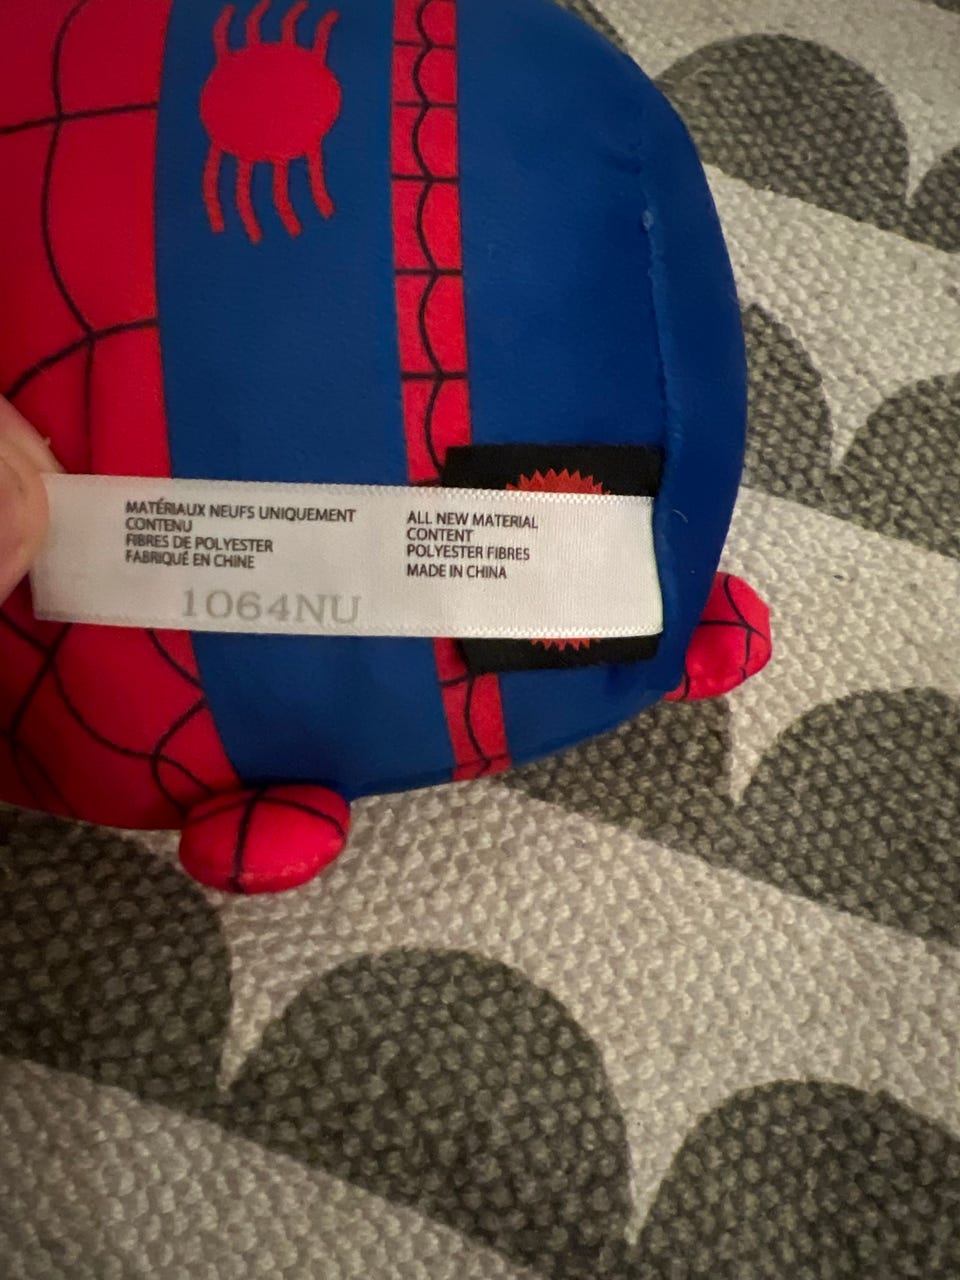 MATÉRIAUX NEUFS UNIQUEMENT
CONTENU
FIBRES DE POLYESTER
FABRIQUÉ EN CHINE
ALL NEW MATERIAL
CONTENT
POLYESTER FIBRES
MADE IN CHINA
1064NU